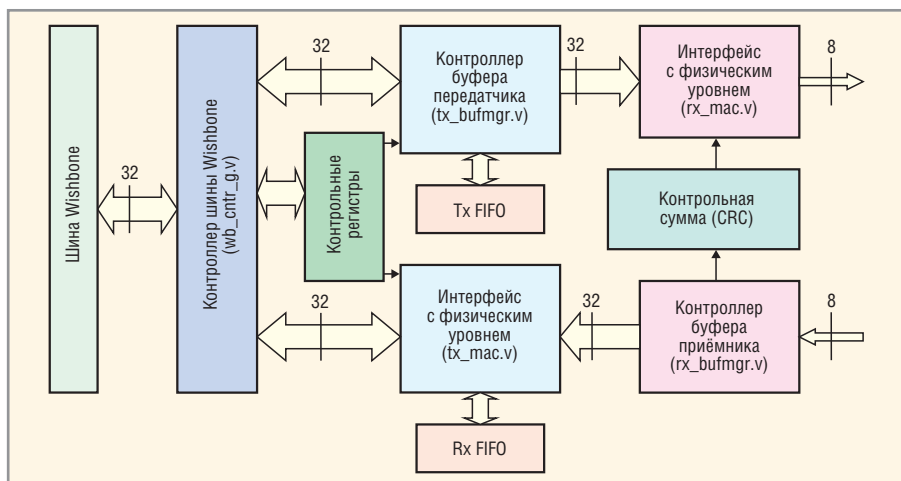 Шина Wishbone
32
Контроллер шины Wishbone
(wb_cntr_g.v)
32
Контрольные
регистры
32
Контроллер
буфера
передатчика
(tx_bufmgr.v)
Tx FIFO
Интерфейс
с физическим
уровнем
(tx_mac.v)
Rx FIFO
32
32
Интерфейс
с физическим
уровнем
(rx_mac.v)
Контрольная
сумма (CRC)
Контроллер
буфера
приёмника
(rx_bufmgr.v)
8
8